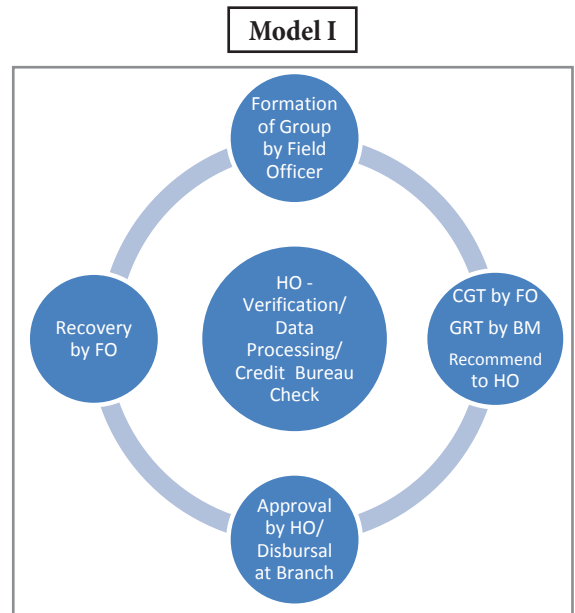 Model I
Formation
of Group
by Field
Officer
HO -
Verification/
Data
Processing/
Credit Bureau
Check
CGT by FO
GRT by BM
Recommend
to HO
Recovery
by FO
Approval
by HO/
Disbursal
at Branch